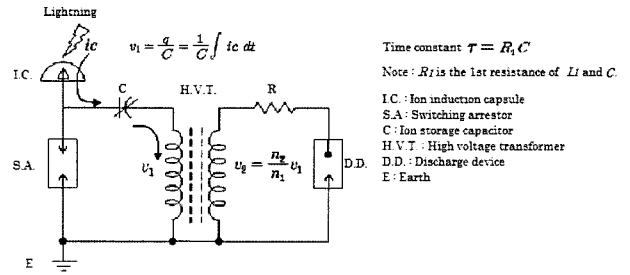 Lightning
ic
v₁ = q/C = 1/C ∫ ic dt
I.C.
C
H.V.T.
R
S.A.
v₁
v₂ = n₂/n₁ v₁
D.D.
E
Time constant τ = R₁C
Note : R1 is the 1st resistance of L1 and C.
I.C. : Ion induction capsule
S.A : Switching arrestor
C : Ion storage capacitor
H.V.T. : High voltage transformer
D.D. : Discharge device
E : Earth